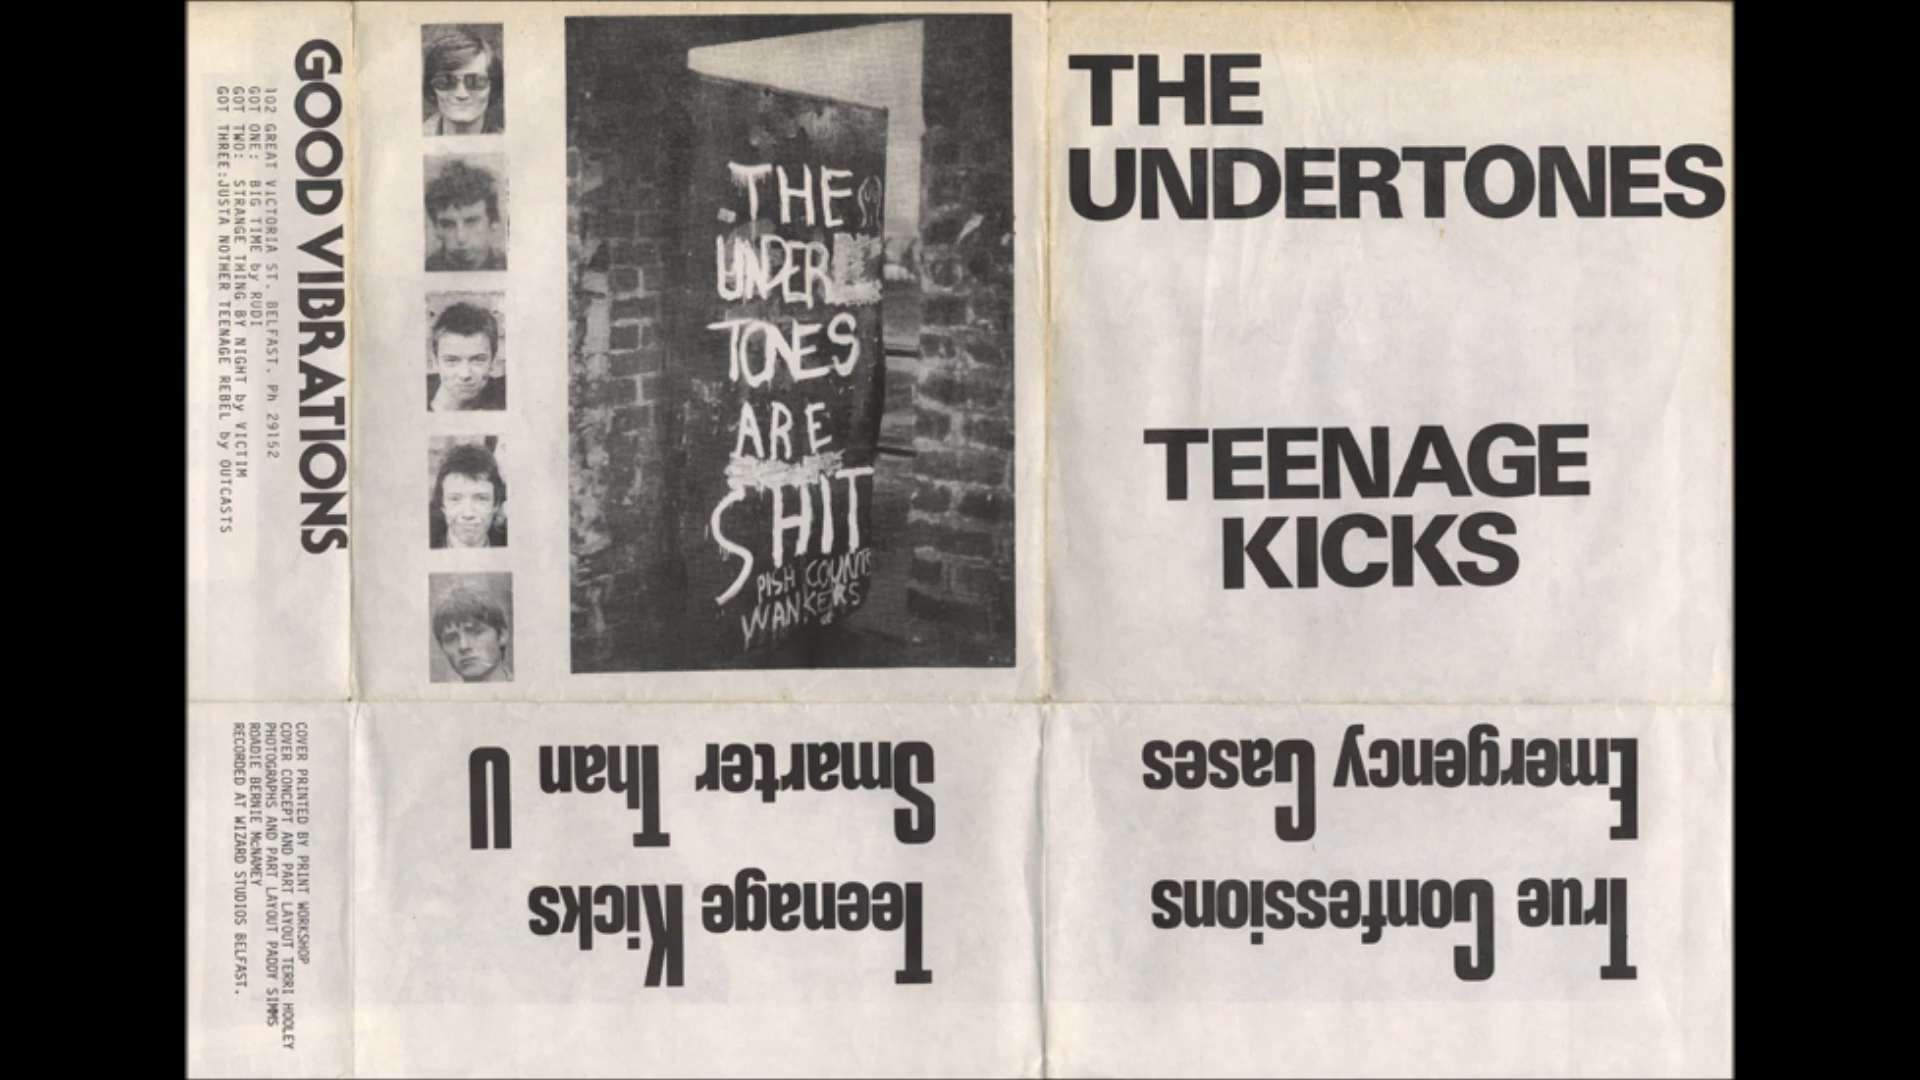 GOOD VIBRATIONS
102 GREAT VICTORIA ST. BELFAST. Ph 29152
GOT ONE: BIG TIME by RUDI
GOT TWO: STRANGE THING BY NIGHT by VICTIM
GOT THREE:JUSTA NOTHER TEENAGE REBEL by OUTCASTS
THE
UNDER
TONES
ARE
SHIT
PISH COUNTS
WANKERS
THE
UNDERTONES
TEENAGE
KICKS
COVER PRINTED BY PRINT WORKSHOP
COVER CONCEPT AND PART LAYOUT TERRI HOOLEY
PHOTOGRAPHS AND PART LAYOUT PADDY SIMMS
ROADIE BERNIE McNAMEY
RECORDED AT WIZARD STUDIOS BELFAST.
Teenage Kicks
Smarter Than U
True Confessions
Emergency Cases